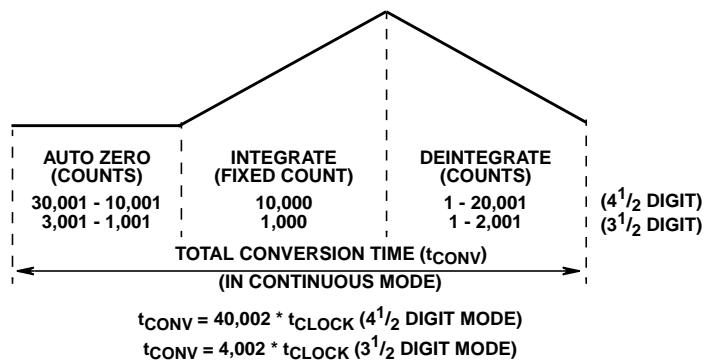 AUTO ZERO INTEGRATE DEINTEGRATE
(COUNTS) (FIXED COUNT) (COUNTS)
30,001 - 10,001 10,000 1 - 20,001 (4 1/2 DIGIT)
3,001 - 1,001 1,000 1 - 2,001 (3 1/2 DIGIT)
TOTAL CONVERSION TIME (tCONV)
(IN CONTINUOUS MODE)
tCONV = 40,002 * tCLOCK (4 1/2 DIGIT MODE)
tCONV = 4,002 * tCLOCK (3 1/2 DIGIT MODE)